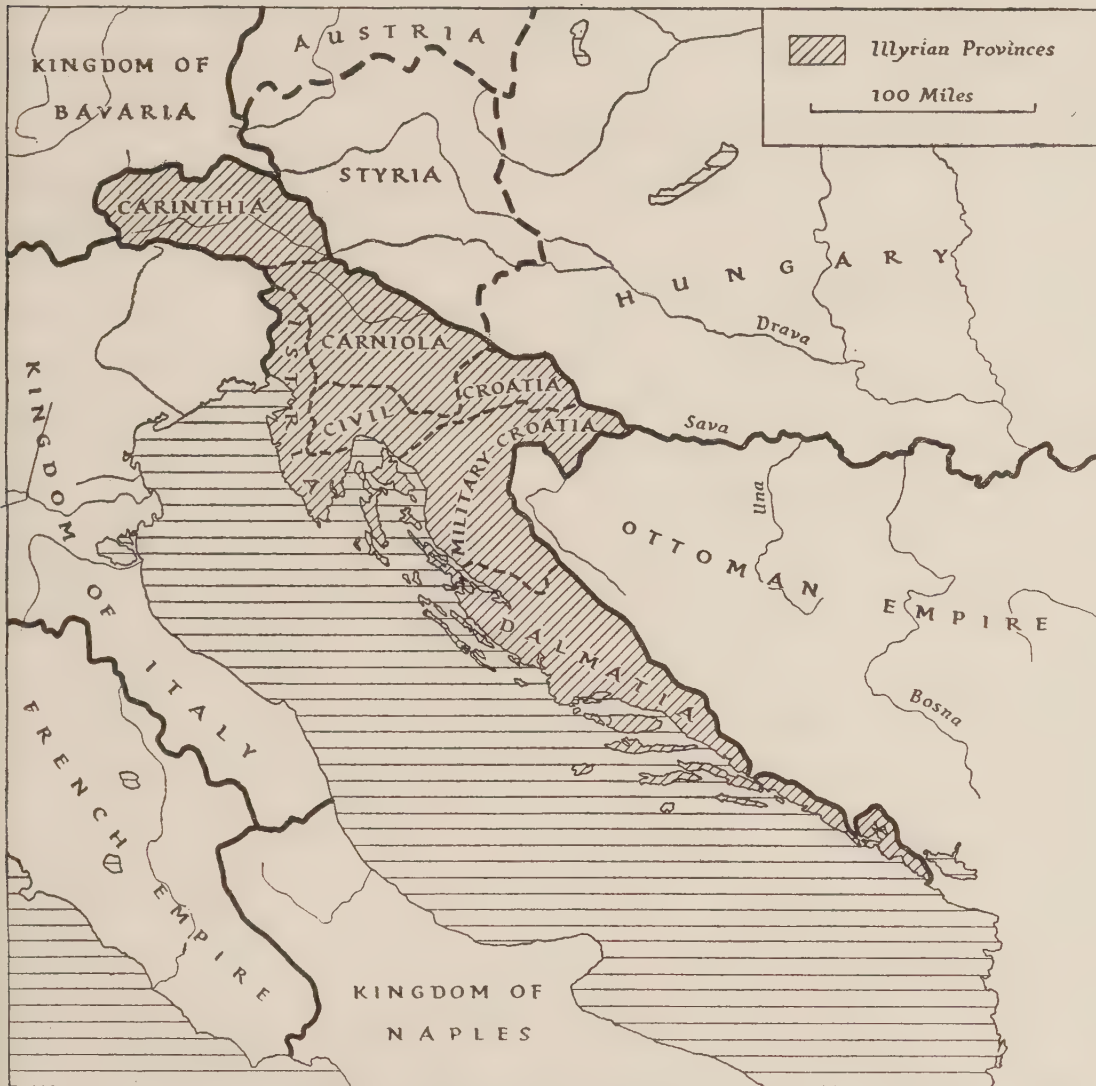 AUSTRIA
KINGDOM OF
BAVARIA
Illyrian Provinces
100 Miles
STYRIA
CARINTHIA
HUNGARY
Drava
ISTRIA
CARNIOLA
CROATIA
CIVIL
MILITARY CROATIA
Sava
Una
KINGDOM OF ITALY
OTTOMAN EMPIRE
DALMATIA
Bosna
FRENCH EMPIRE
KINGDOM OF
NAPLES